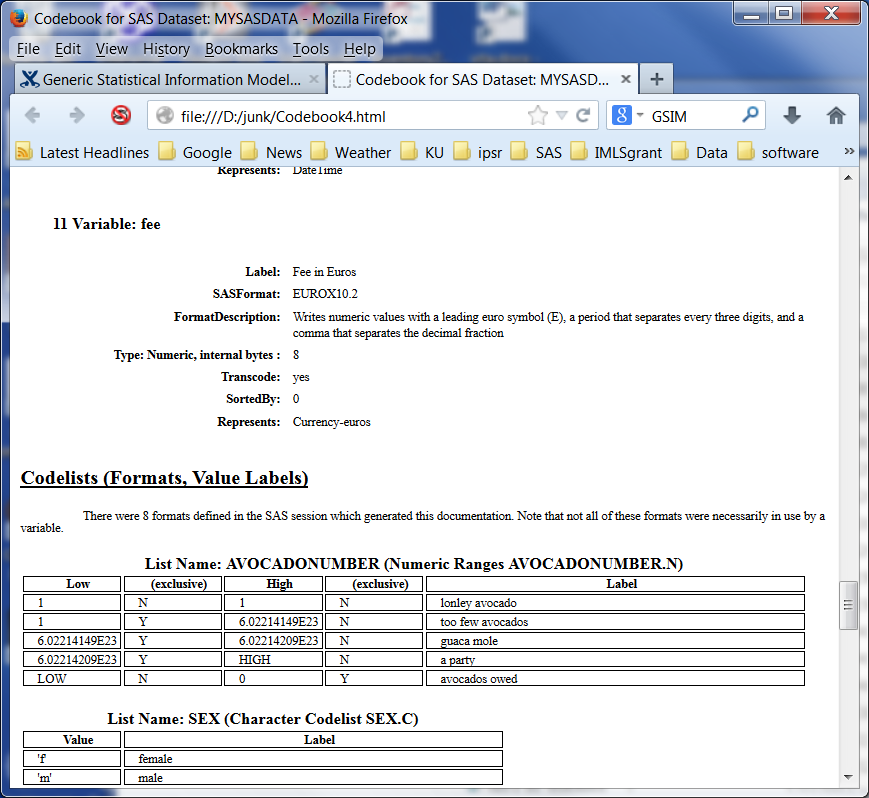 Codebook for SAS Dataset: MYSASDATA - Mozilla Firefox
File Edit View History Bookmarks Tools Help
Generic Statistical Information Model... × Codebook for SAS Dataset: MYSASD... × +
file:///D:/junk/Codebook4.html 8 GSIM
Latest Headlines Google News Weather KU ipsr SAS IMLSgrant Data software »
Represents: DateTime
11 Variable: fee
Label: Fee in Euros
SASFormat: EUROX10.2
FormatDescription: Writes numeric values with a leading euro symbol (E), a period that separates every three digits, and a
comma that separates the decimal fraction
Type: Numeric, internal bytes : 8
Transcode: yes
SortedBy: 0
Represents: Currency-euros
Codelists (Formats, Value Labels)
There were 8 formats defined in the SAS session which generated this documentation. Note that not all of these formats were necessarily in use by a
variable.
List Name: AVOCADONUMBER (Numeric Ranges AVOCADONUMBER.N)
Low (exclusive) High (exclusive) Label
1 N 1 N lonley avocado
1 Y 6.02214149E23 N too few avocados
6.02214149E23 Y 6.02214209E23 N guaca mole
6.02214209E23 Y HIGH N a party
LOW N 0 Y avocados owed
List Name: SEX (Character Codelist SEX.C)
Value Label
'f' female
'm' male